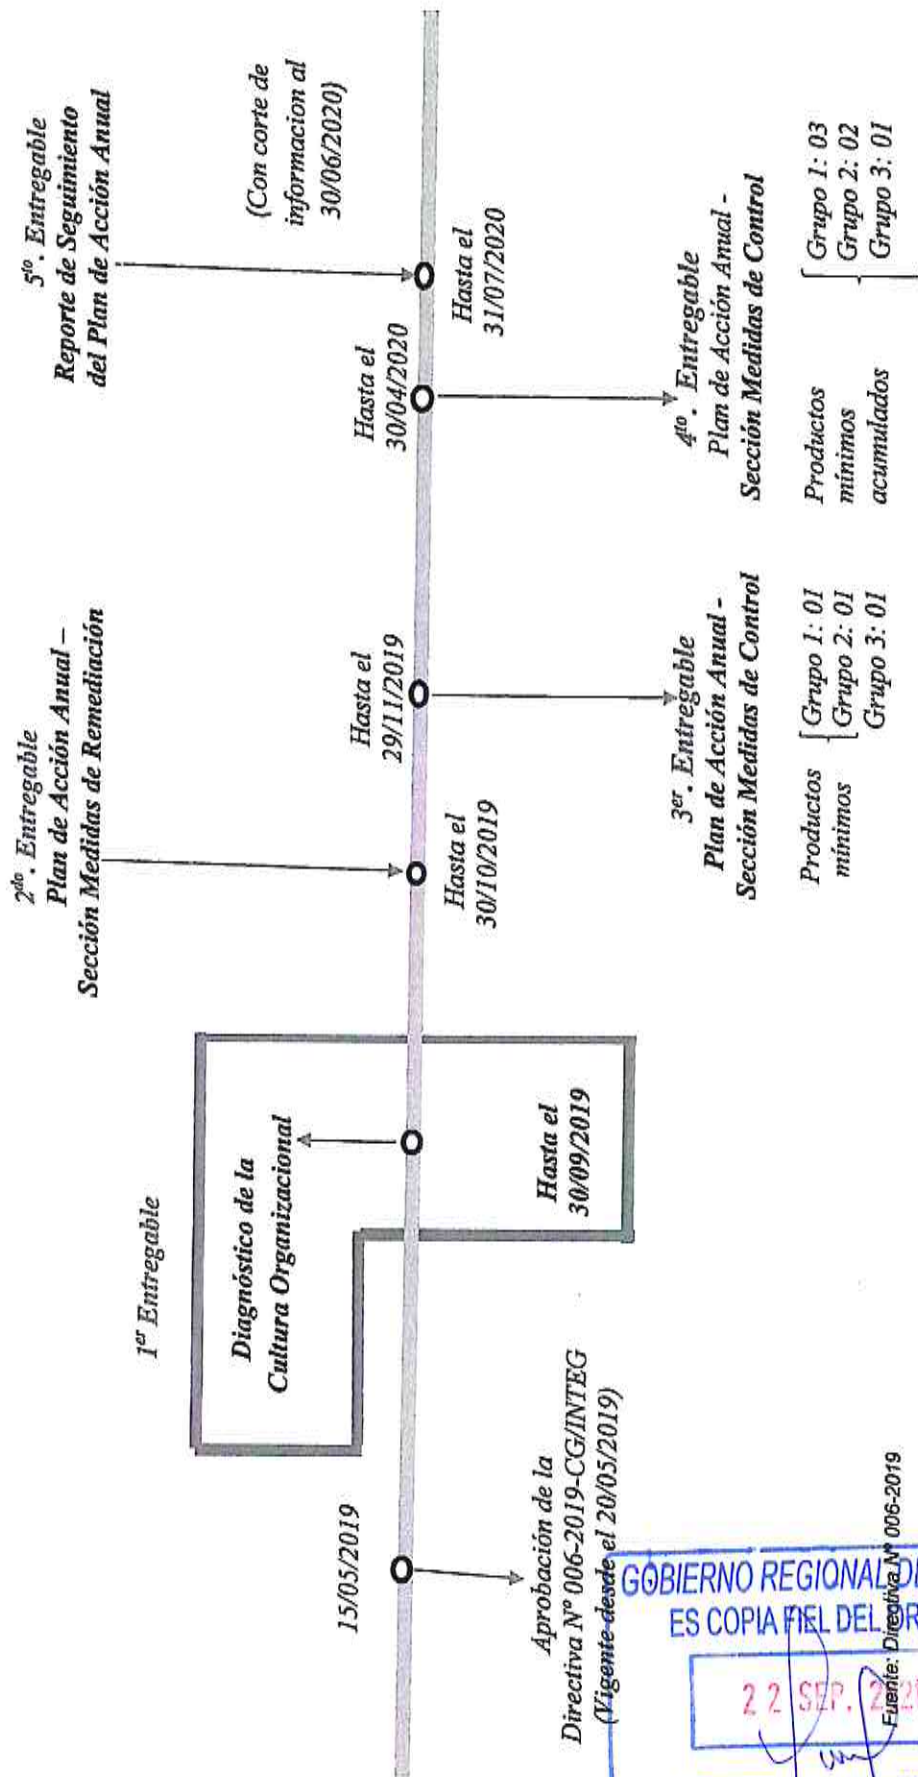 1er Entregable
Diagnóstico de la
Cultura Organizacional
Hasta el
30/09/2019
15/05/2019
Aprobación de la
Directiva N° 006-2019-CG/INTEG
(Vigente desde el 20/05/2019)
2do. Entregable
Plan de Acción Anual –
Sección Medidas de Remediación
Hasta el
30/10/2019
Hasta el
29/11/2019
3er. Entregable
Plan de Acción Anual -
Sección Medidas de Control
Productos
mínimos
Grupo 1: 01
Grupo 2: 01
Grupo 3: 01
Hasta el
30/04/2020
4to. Entregable
Plan de Acción Anual -
Sección Medidas de Control
Productos
mínimos
acumulados
Grupo 1: 03
Grupo 2: 02
Grupo 3: 01
5to. Entregable
Reporte de Seguimiento
del Plan de Acción Anual
(Con corte de
informacion al
30/06/2020)
Hasta el
31/07/2020
Fuente: Directiva N° 006-2019
GOBIERNO REGIONAL
ES COPIA FIEL DEL
22 SEP.